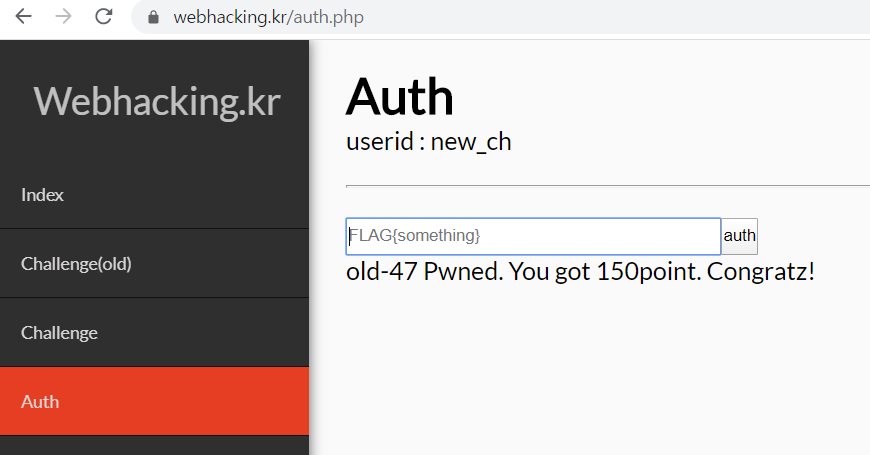 webhacking.kr/auth.php
Webhacking.kr
Index
Challenge(old)
Challenge
Auth
Auth
userid : new_ch
FLAG{something}
auth
old-47 Pwned. You got 150point. Congratz!